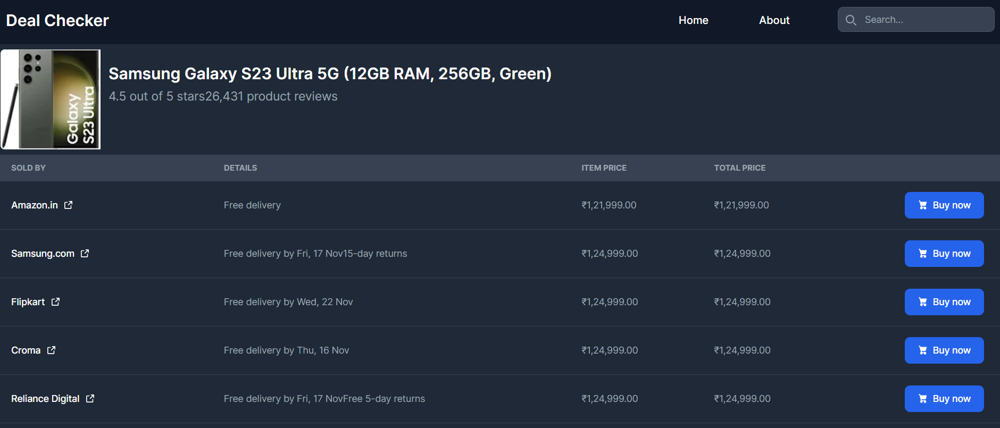 Deal Checker
Home
About
Search...
Galaxy
S23 Ultra
Samsung Galaxy S23 Ultra 5G (12GB RAM, 256GB, Green)
4.5 out of 5 stars26,431 product reviews
SOLD BY DETAILS ITEM PRICE TOTAL PRICE
Amazon.in Free delivery ₹1,21,999.00 ₹1,21,999.00 Buy now
Samsung.com Free delivery by Fri, 17 Nov15-day returns ₹1,24,999.00 ₹1,24,999.00 Buy now
Flipkart Free delivery by Wed, 22 Nov ₹1,24,999.00 ₹1,24,999.00 Buy now
Croma Free delivery by Thu, 16 Nov ₹1,24,999.00 ₹1,24,999.00 Buy now
Reliance Digital Free delivery by Fri, 17 NovFree 5-day returns ₹1,24,999.00 ₹1,24,999.00 Buy now